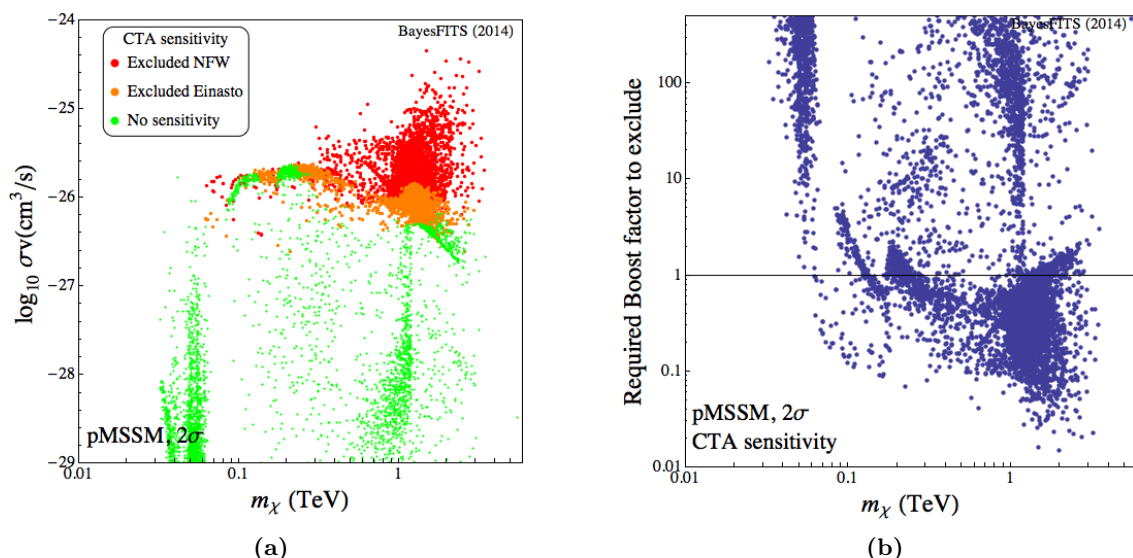 BayesFITS (2014)
CTA sensitivity
Excluded NFW
Excluded Einasto
No sensitivity
pMSSM, 2σ
log₁₀ σv(cm³/s)
-24
-25
-26
-27
-28
-29
0.01
0.1
1
mχ (TeV)
(a)
BayesFITS (2014)
Required Boost factor to exclude
100
10
1
0.1
0.01
pMSSM, 2σ
CTA sensitivity
0.01
0.1
1
mχ (TeV)
(b)